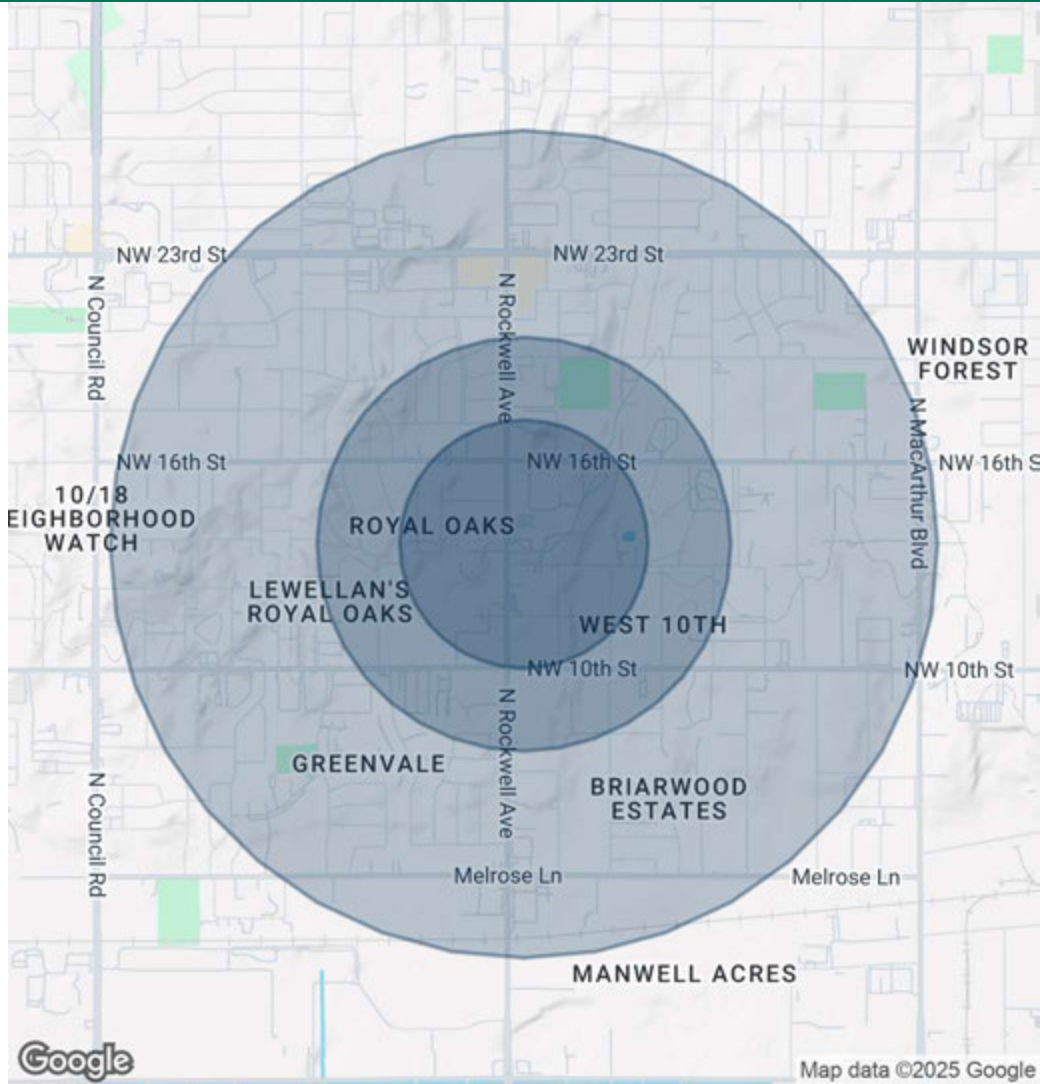 NW 23rd St
NW 23rd St
N Council Rd
N Rockwell Ave
WINDSOR
FOREST
N MacArthur Blvd
NW 16th St
NW 16th St
NW 16th S
10/18
EIGHBORHOOD
WATCH
ROYAL OAKS
LEWELLAN'S
ROYAL OAKS
WEST 10TH
NW 10th St
NW 10th St
N Rockwell Ave
GREENVALE
BRIARWOOD
ESTATES
N Council Rd
Melrose Ln
Melrose Ln
MANWELL ACRES
Google
Map data ©2025 Google